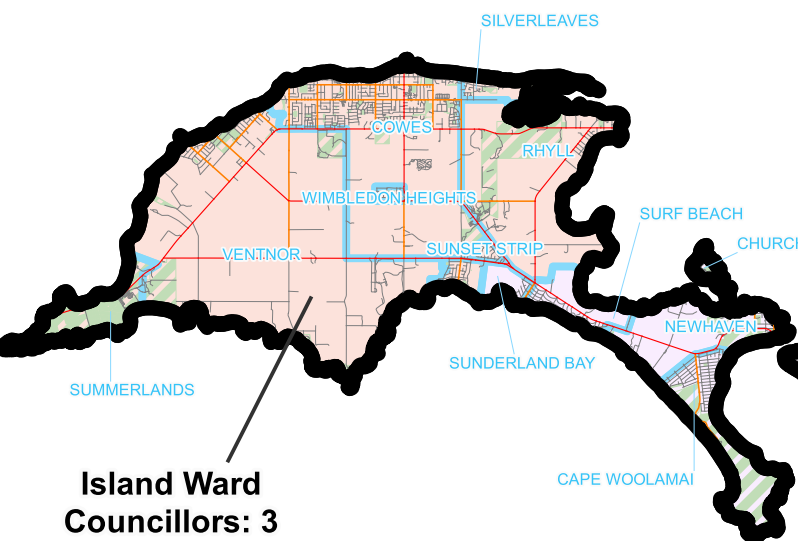 SILVERLEAVES
COWES
RHYLL
WIMBLEDON HEIGHTS
SURF BEACH
CHURCH
VENTNOR
SUNSET STRIP
NEWHAVEN
SUNDERLAND BAY
SUMMERLANDS
CAPE WOOLAMAI
Island Ward
Councillors: 3